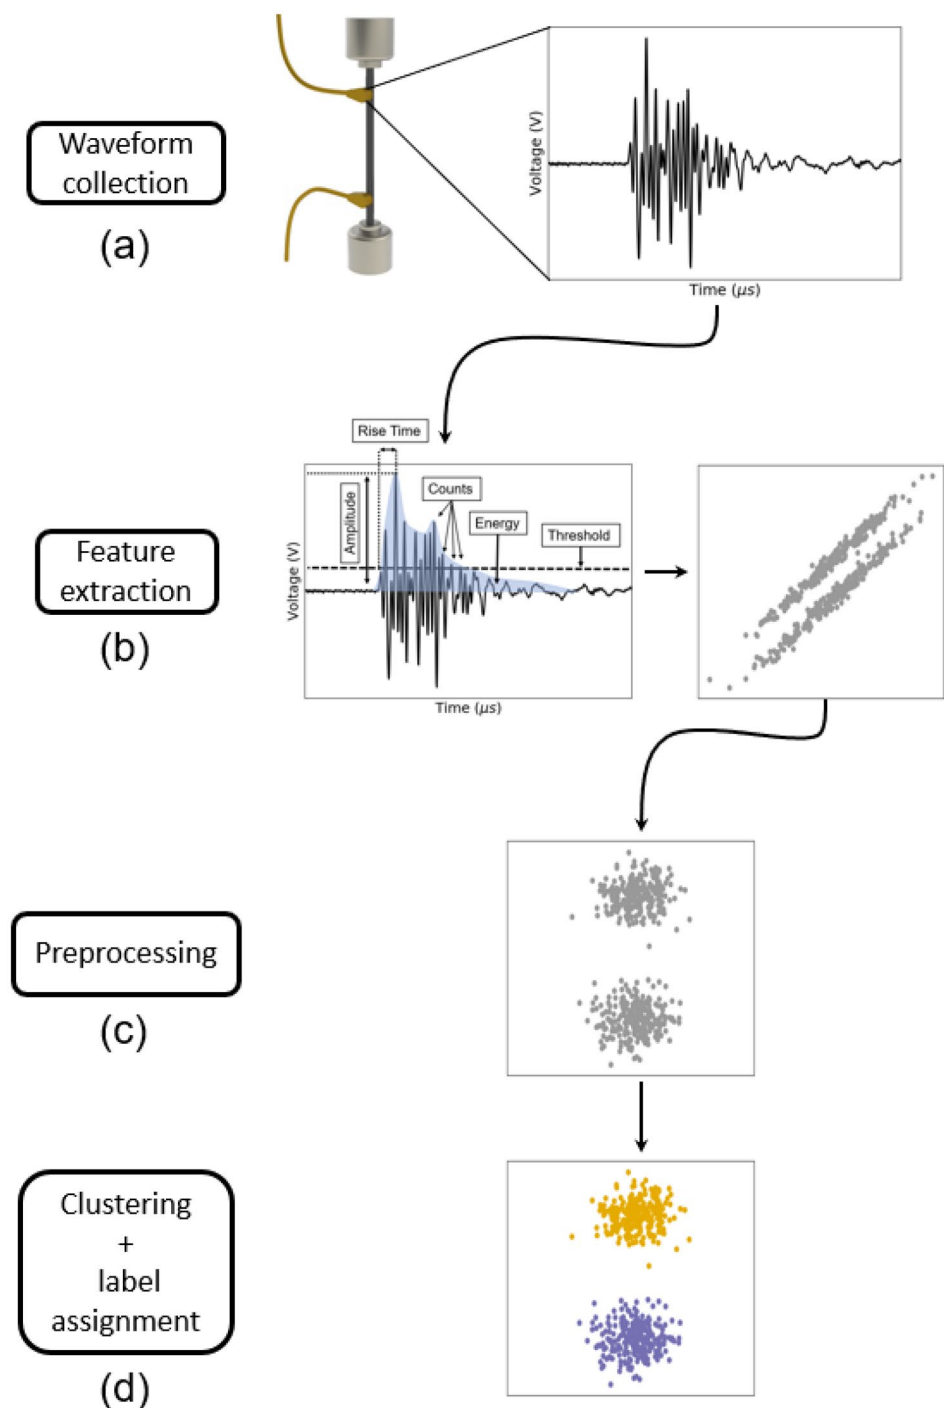 Waveform
collection
(a)
Voltage (V)
Time (μs)
Rise Time
Amplitude
Counts
Energy
Threshold
Voltage (V)
Time (μs)
Feature
extraction
(b)
Preprocessing
(c)
Clustering
+
label
assignment
(d)